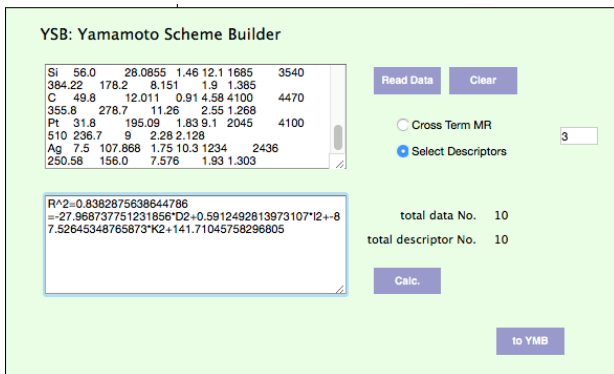 YSB: Yamamoto Scheme Builder
Si 56.0 28.0855 1.46 12.1 1685 3540
384.22 178.2 8.151 1.9 1.385
C 49.8 12.011 0.91 4.58 4100 4470
355.8 278.7 11.26 2.55 1.268
Pt 31.8 195.09 1.83 9.1 2045 4100
510 236.7 9 2.28 2.128
Ag 7.5 107.868 1.75 10.3 1234 2436
250.58 156.0 7.576 1.93 1.303
Read Data Clear
Cross Term MR
3
Select Descriptors
R^2=0.8382875638644786
=-27.968737751231856*D2+0.5912492813973107*I2+-8
7.52645348765873*K2+141.71045758296805
total data No. 10
total descriptor No. 10
Calc.
to YMB